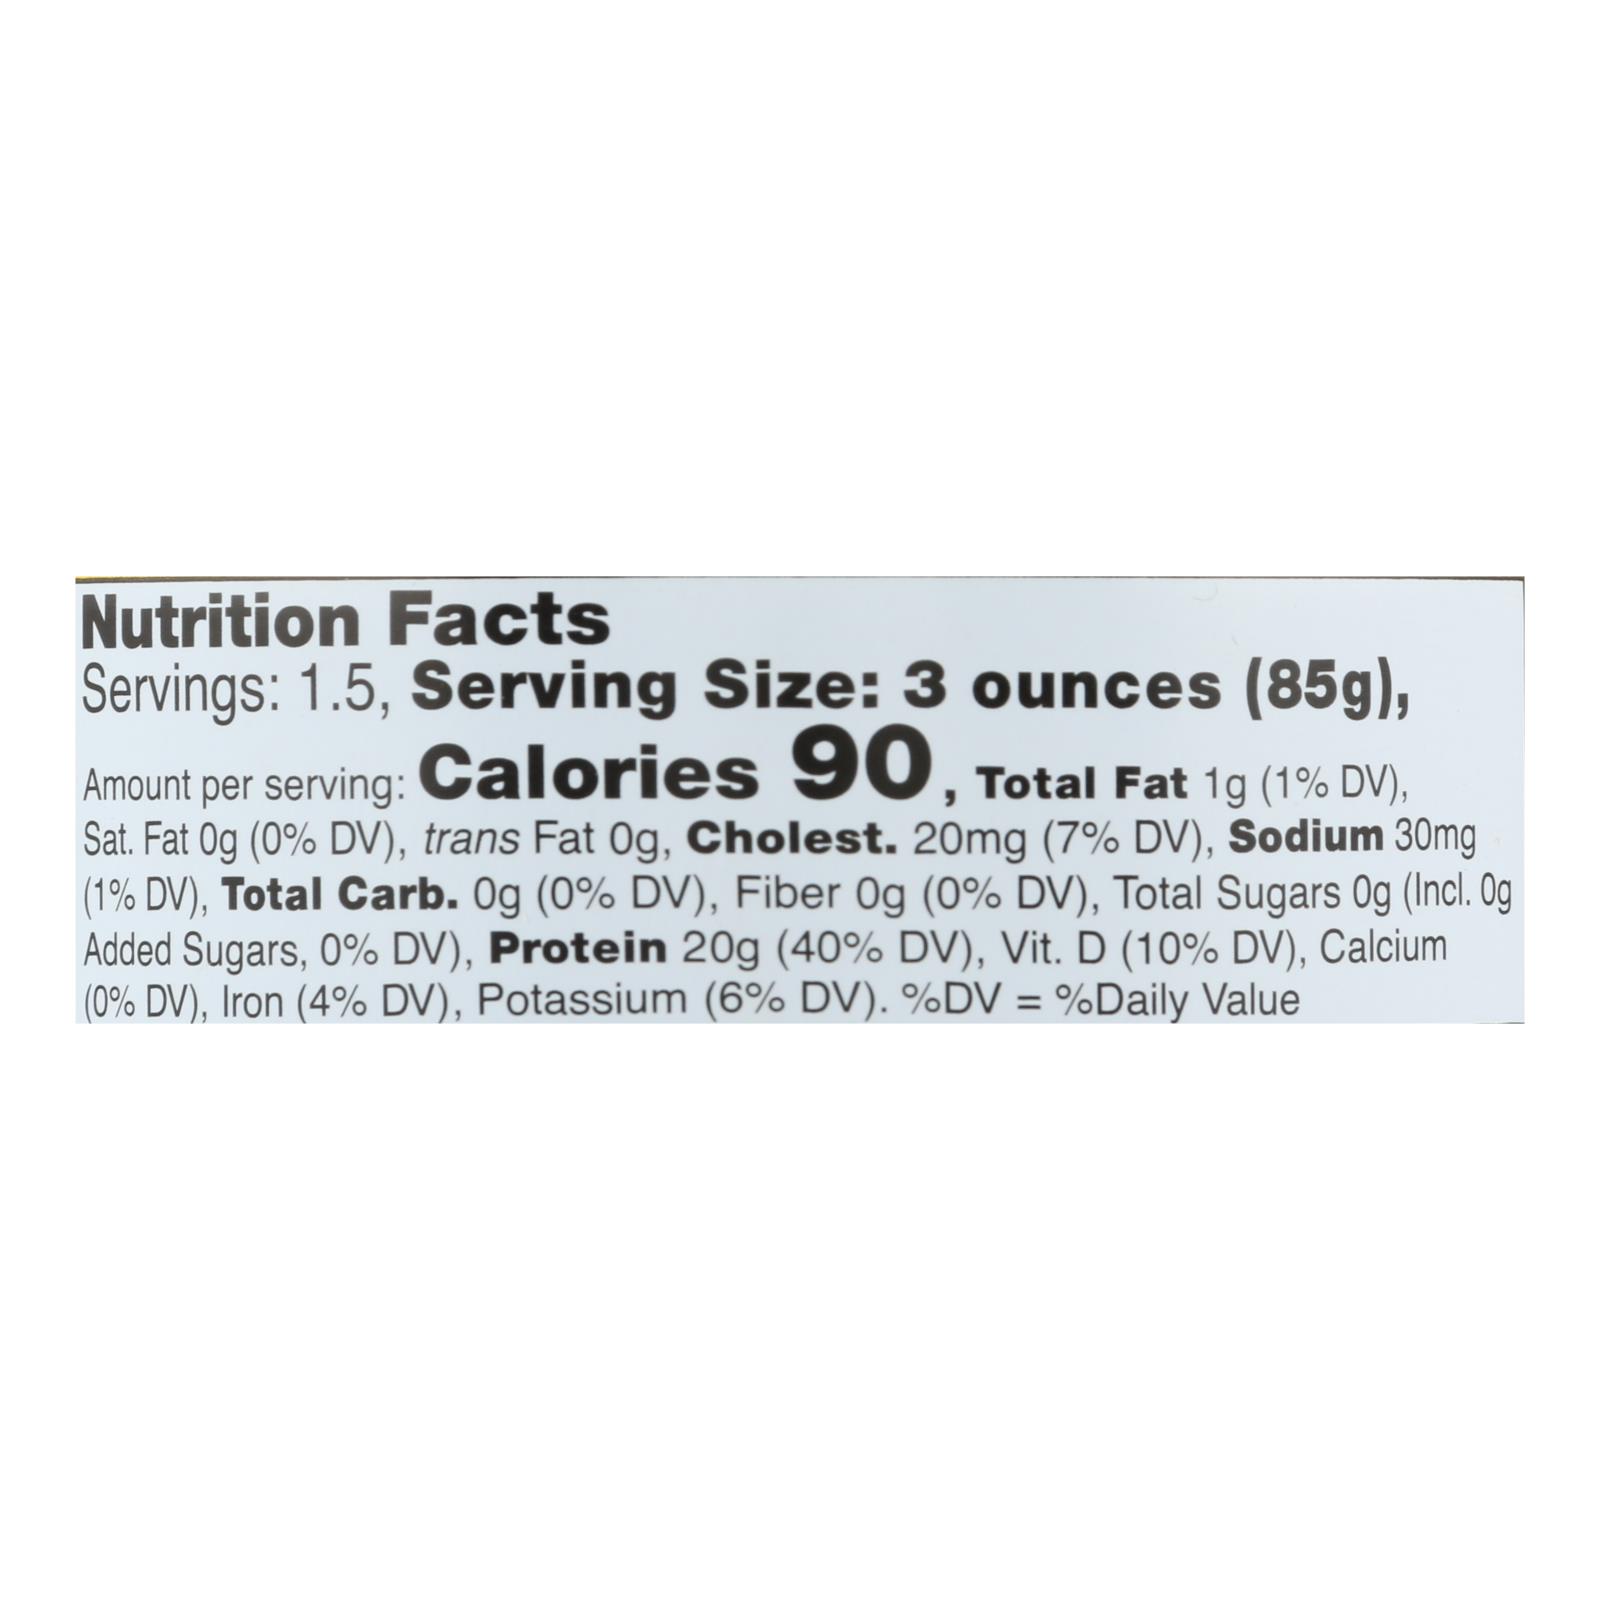 Nutrition Facts
Servings: 1.5, Serving Size: 3 ounces (85g),
Amount per serving: Calories 90, Total Fat 1g (1% DV),
Sat. Fat 0g (0% DV), trans Fat 0g, Cholest. 20mg (7% DV), Sodium 30mg
(1% DV), Total Carb. 0g (0% DV), Fiber 0g (0% DV), Total Sugars 0g (Incl. 0g
Added Sugars, 0% DV), Protein 20g (40% DV), Vit. D (10% DV), Calcium
(0% DV), Iron (4% DV), Potassium (6% DV). %DV = %Daily Value